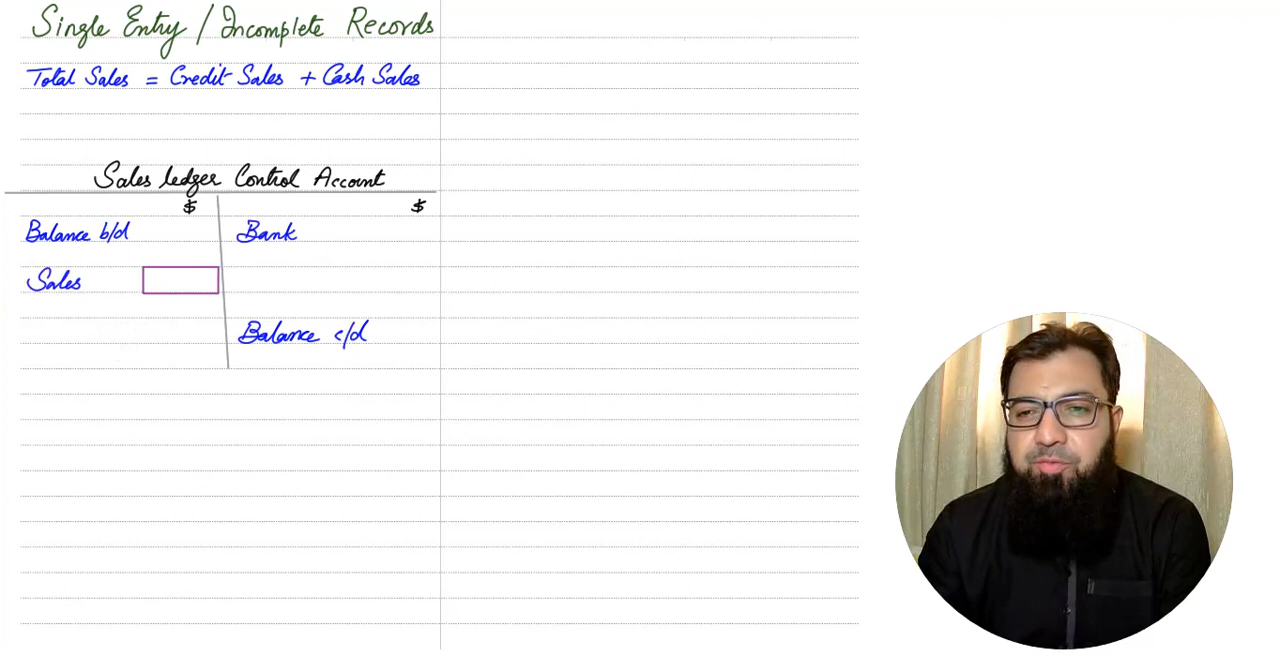 Single Entry / Incomplete Records
Total Sales = Credit Sales + Cash Sales
Sales ledger Control Account
$ $
Balance b/d Bank
Sales
Balance c/d